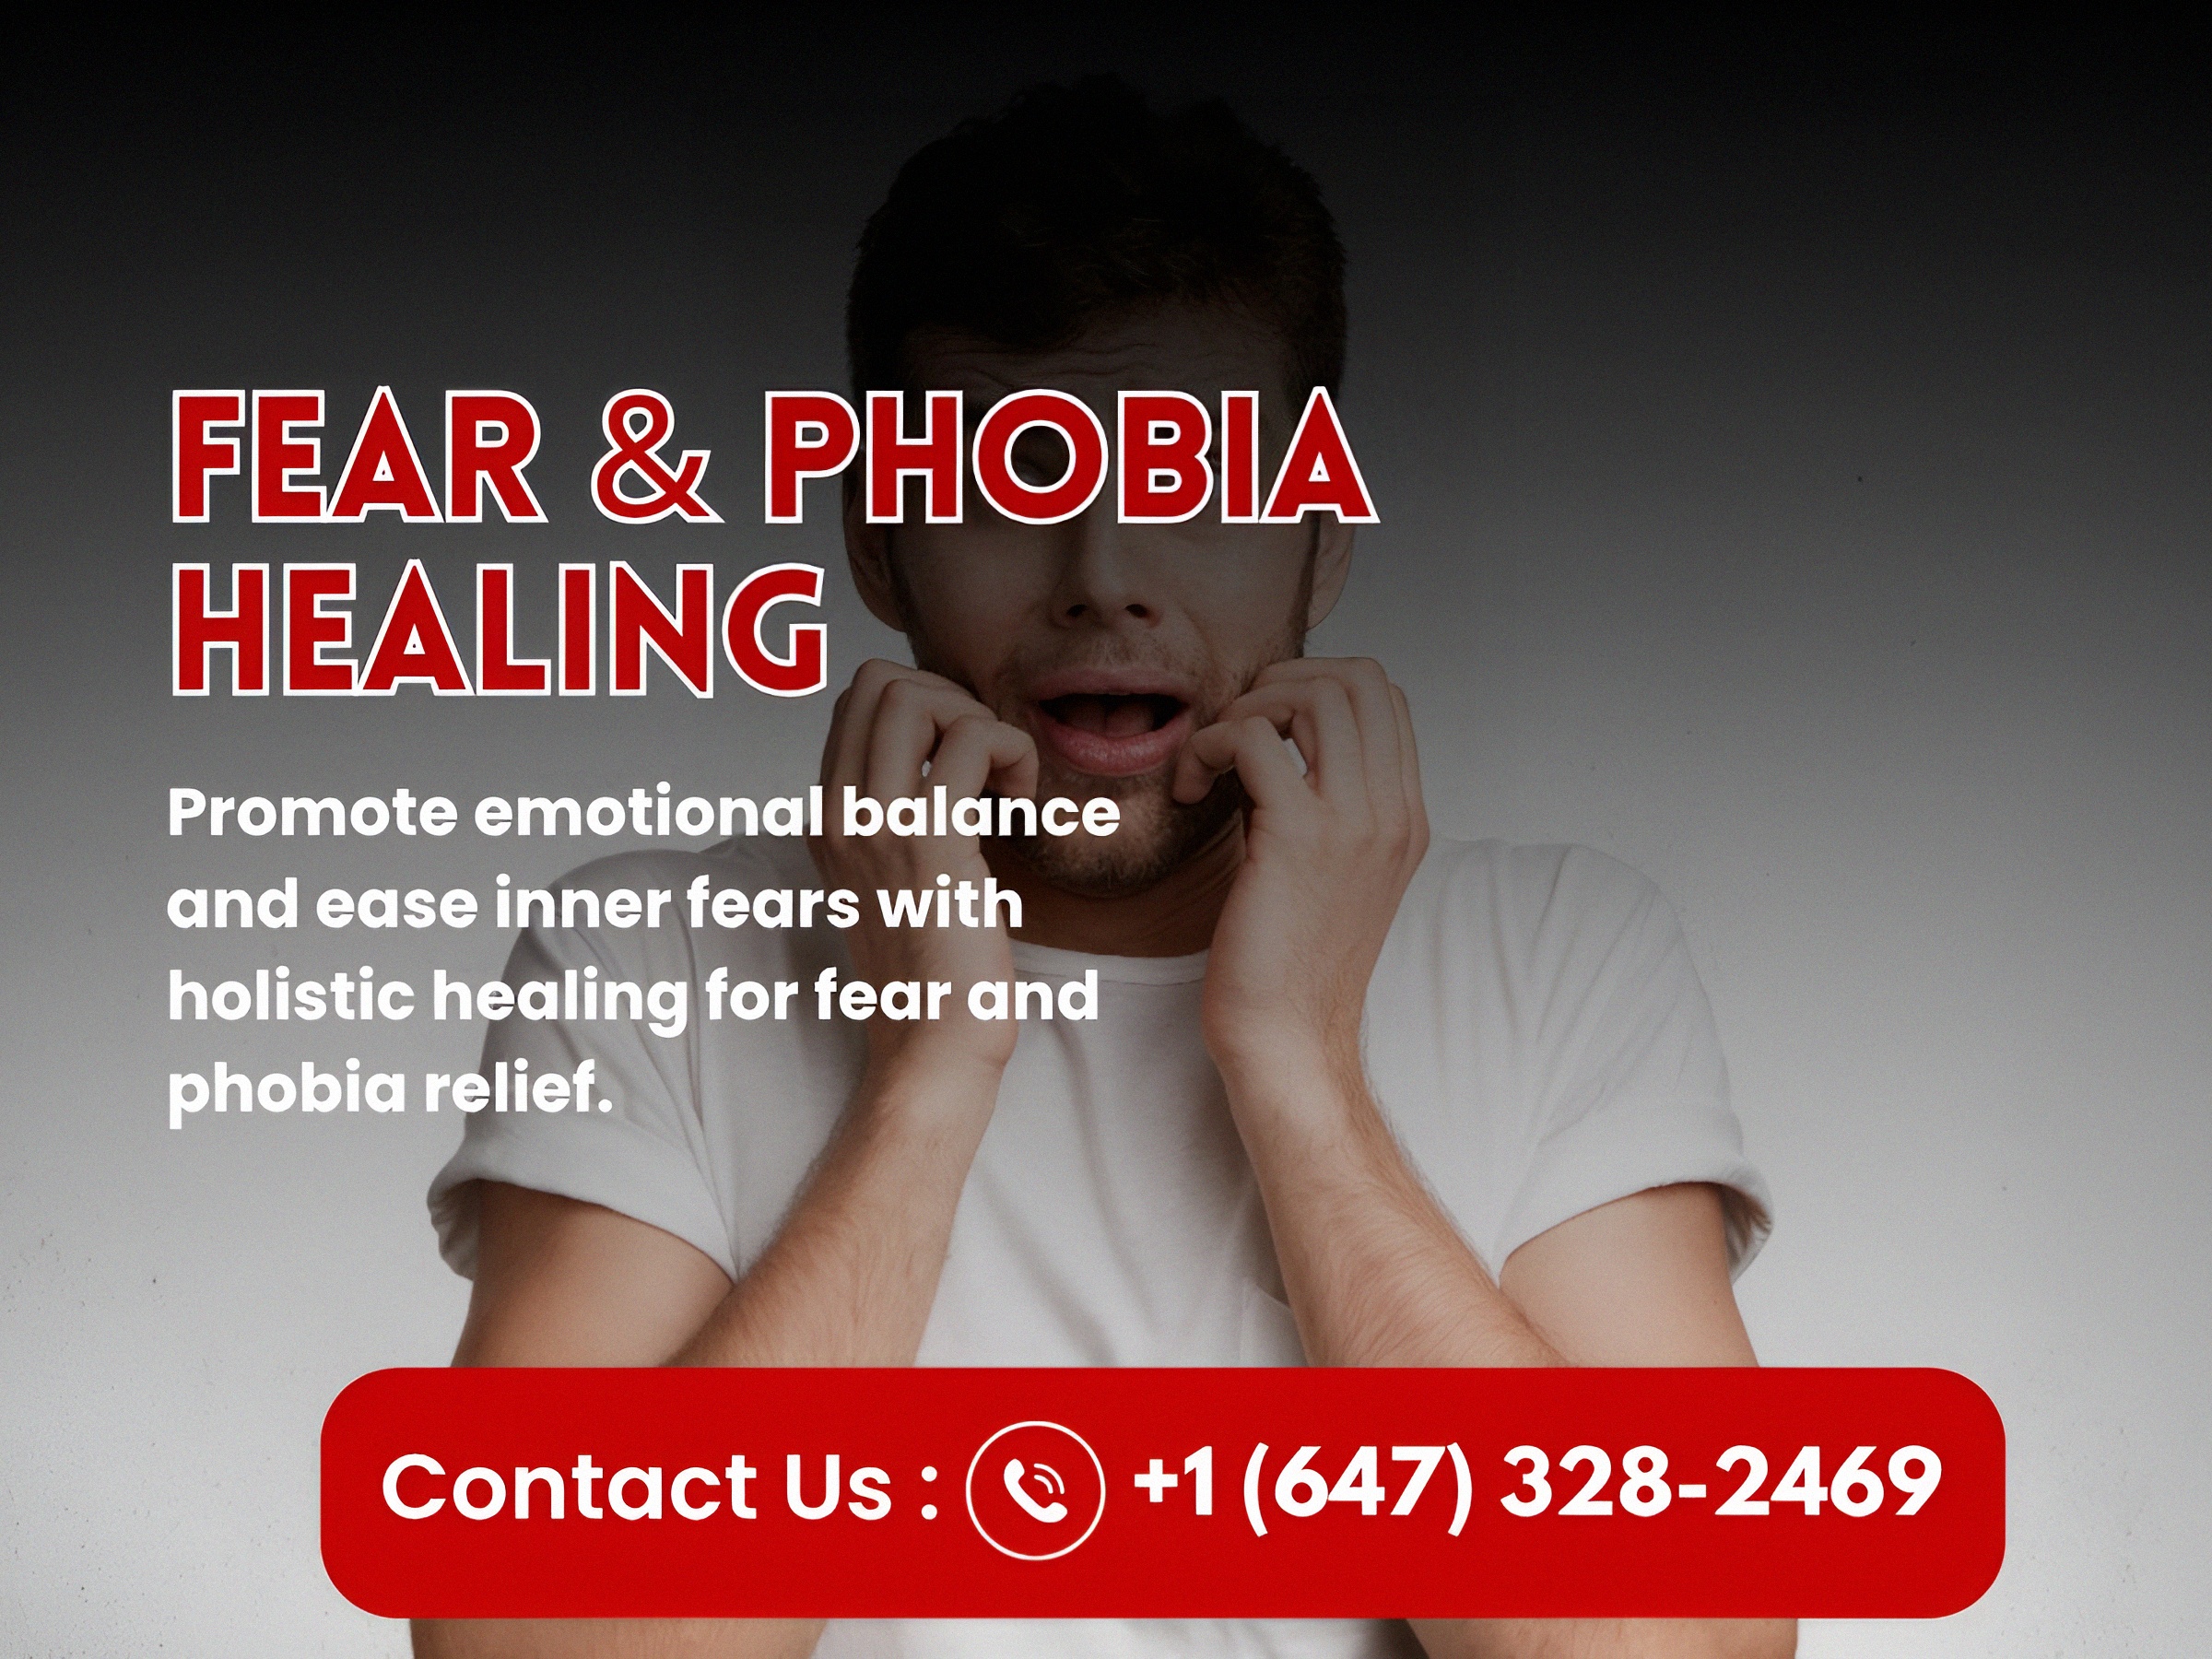 FEAR & PHOBIA
HEALING
Promote emotional balance
and ease inner fears with
holistic healing for fear and
phobia relief.
Contact Us : +1 (647) 328-2469